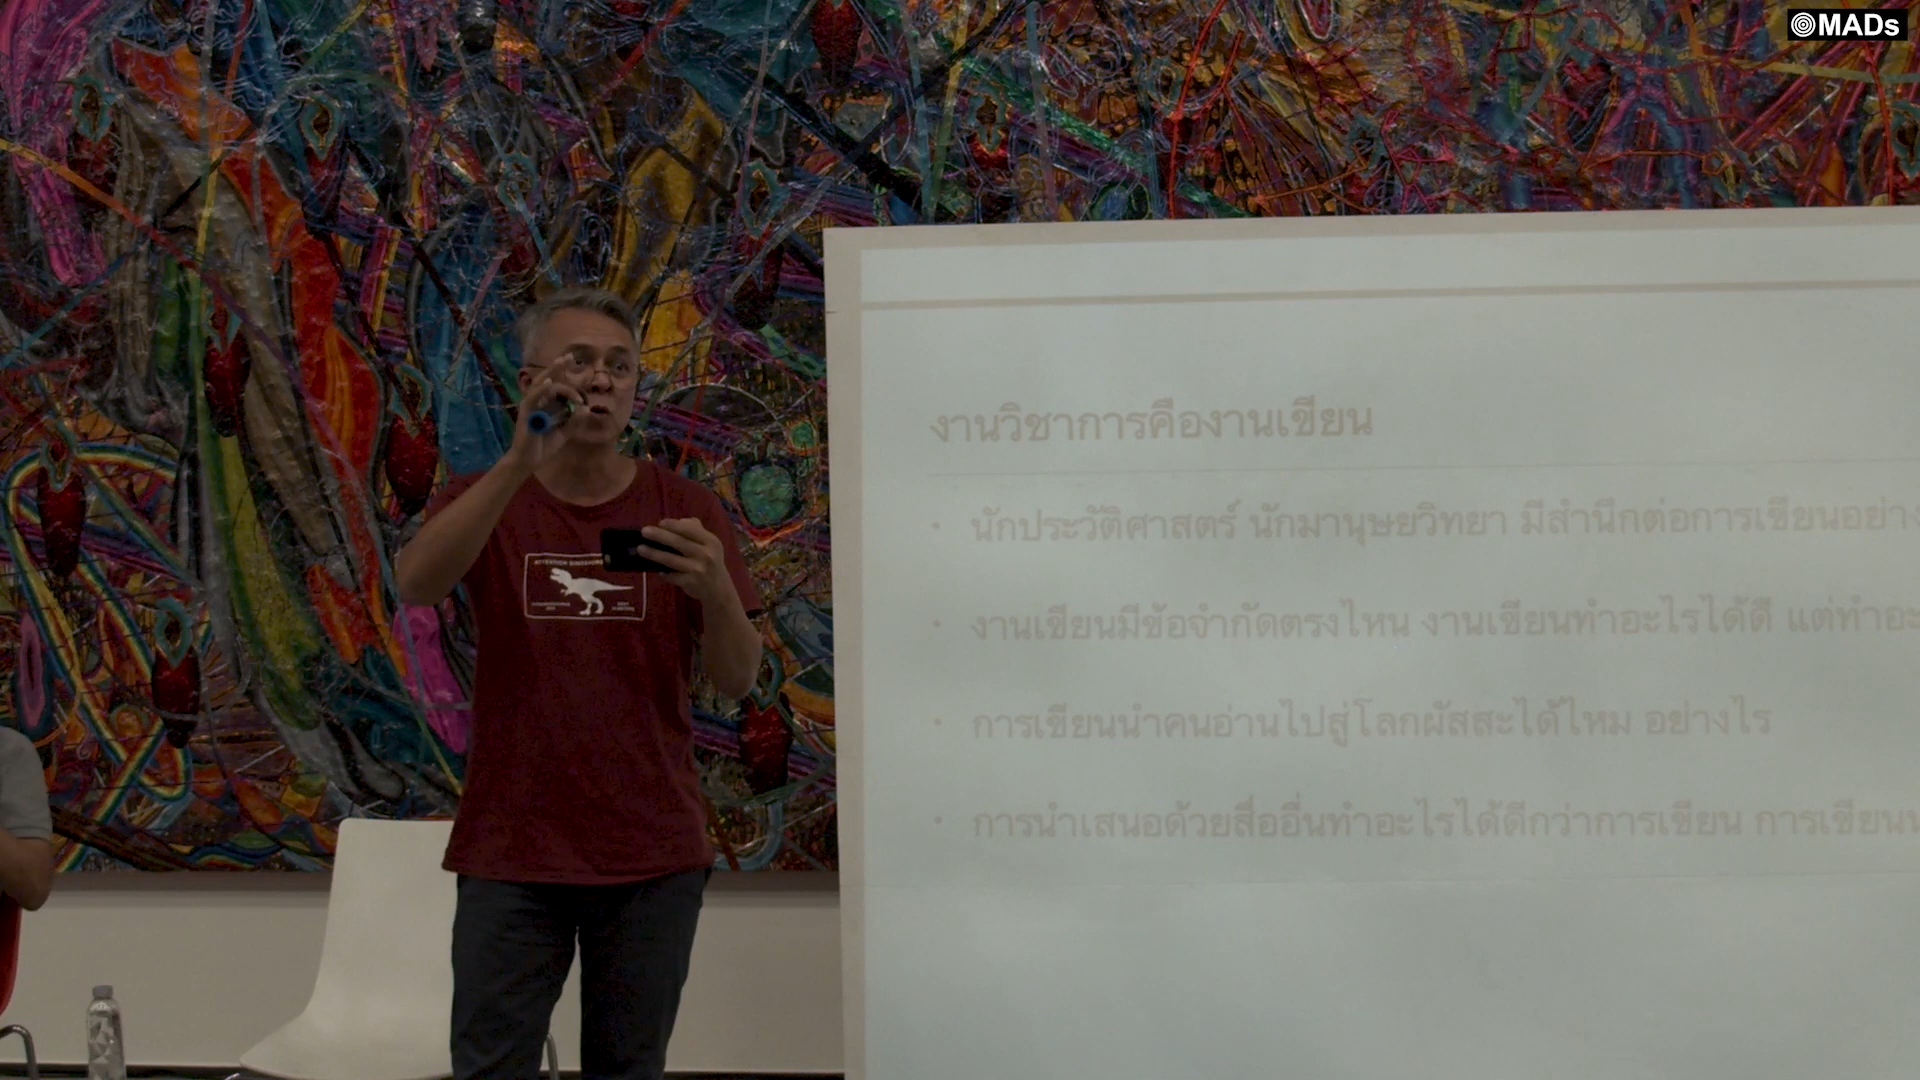 MADs
งานวิชาการคืองานเขียน
• นักประวัติศาสตร์ นักมานุษยวิทยา มีสำนึกต่อการเขียนอย่าง
• งานเขียนมีข้อจำกัดตรงไหน งานเขียนทำอะไรได้ดี แต่ทำอะ
• การเขียนนำคนอ่านไปสู่โลกผัสสะได้ไหม อย่างไร
• การนำเสนอด้วยสื่ออื่นทำอะไรได้ดีกว่าการเขียน การเขียน
ATTENTION DINOSAURS